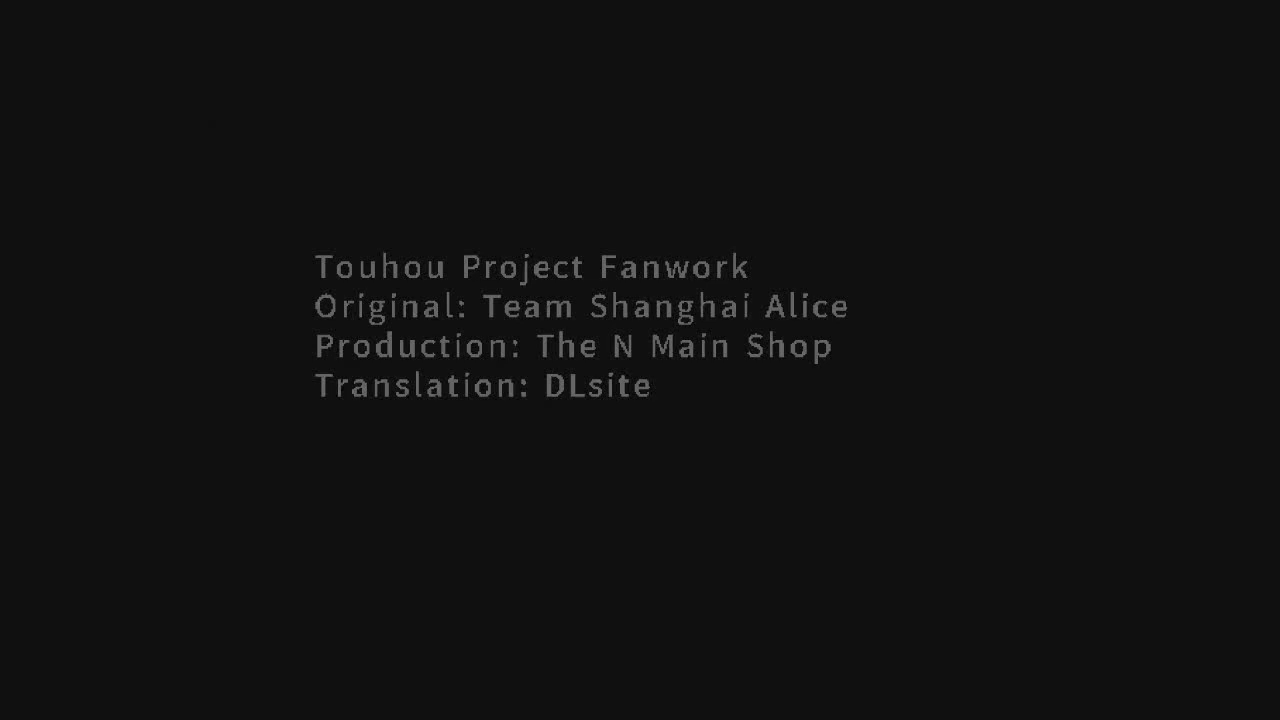 Touhou Project Fanwork
Original: Team Shanghai Alice
Production: The N Main Shop
Translation: DLsite